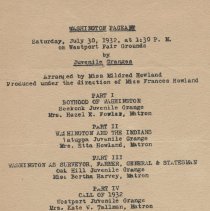 WASHINGTON PAGEANT
Saturday, July 30, 1932, at 1:30 P. M.
on Westport Fair Grounds
by
Juvenile Granges
Arranged by Miss Mildred Howland
Produced under the direction of Miss Frances Howland
PART I
BOYHOOD OF WASHINGTON
Seekonk Juvenile Grange
Mrs. Hazel E. Fowles, Matron
PART II
WASHINGTON AND THE INDIANS
Watuppa Juvenile Grange
Mrs. Etta Howland, Matron
PART III
WASHINGTON AS SURVEYOR, FARMER, GENERAL & STATESMAN
Oak Hill Juvenile Grange
Miss Bertha Harvey, Matron
PART IV
CALL OF 1932
Westport Juvenile Grange
Mrs. Kate W. Tallman, Matron